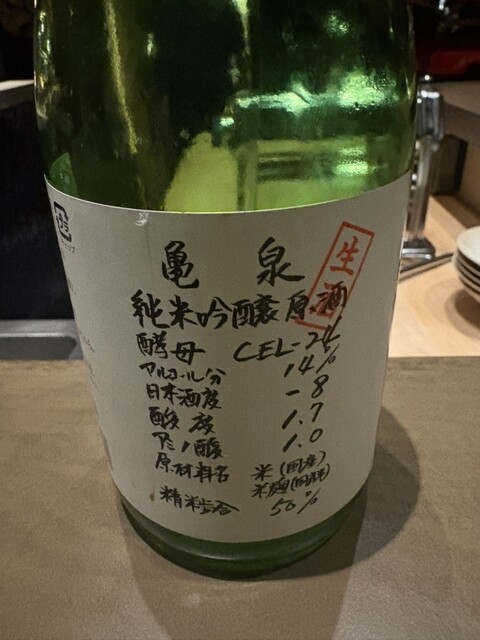 亀泉
生酒
純米吟醸原酒
酵母 CEL-24
アルコール分 14%
日本酒度 -8
酸度 1.7
アミノ酸 1.0
原材料名 米(国産)
米麹(国産米)
精米歩合 50%